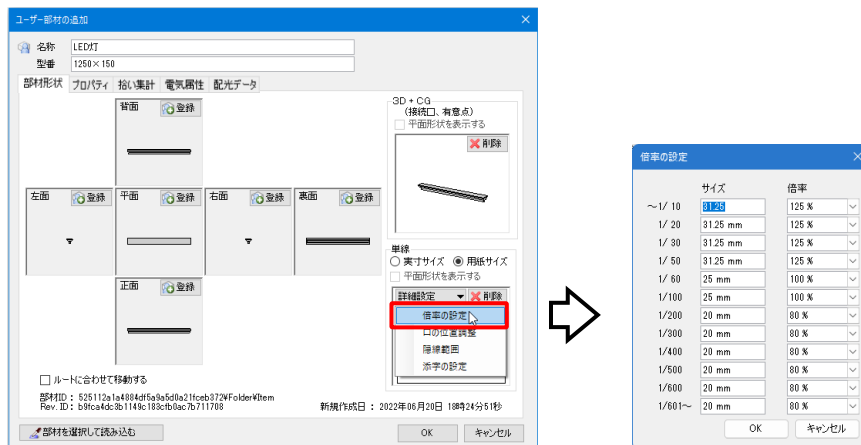 ユーザー部材の追加
名称 LED灯
型番 1250×150
部材形状 プロパティ 拾い集計 電気属性 配光データ
背面 登録
3D + CG
(接続口、有意点)
平面形状を表示する
削除
左面 登録 平面 登録 右面 登録 裏面 登録
単線
実寸サイズ 用紙サイズ
平面形状を表示する
正面 登録
詳細設定 削除
倍率の設定
口の位置調整
隠線範囲
添字の設定
ルートに合わせて移動する
部材ID : 525112a1a4884df5a9a5d0a21fceb372¥Folder¥Item
Rev. ID : b9fca4dc3b1149c183cfb0ac7b711708 新規作成日 : 2022年06月20日 18時24分51秒
部材を選択して読み込む OK キャンセル
倍率の設定
サイズ 倍率
～1/ 10 31.25 125 %
1/ 20 31.25 mm 125 %
1/ 30 31.25 mm 125 %
1/ 50 31.25 mm 125 %
1/ 60 25 mm 100 %
1/100 25 mm 100 %
1/200 20 mm 80 %
1/300 20 mm 80 %
1/400 20 mm 80 %
1/500 20 mm 80 %
1/600 20 mm 80 %
1/601～ 20 mm 80 %
OK キャンセル